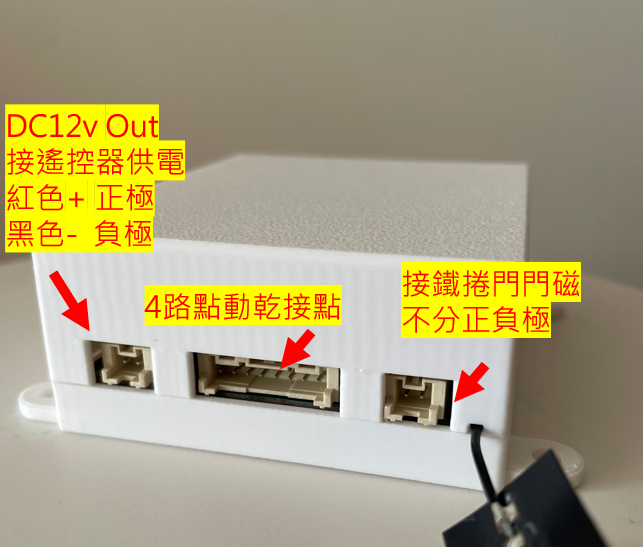 DC12v Out
接遙控器供電
紅色+ 正極
黑色- 負極
4路點動乾接點
接鐵捲門門磁
不分正負極